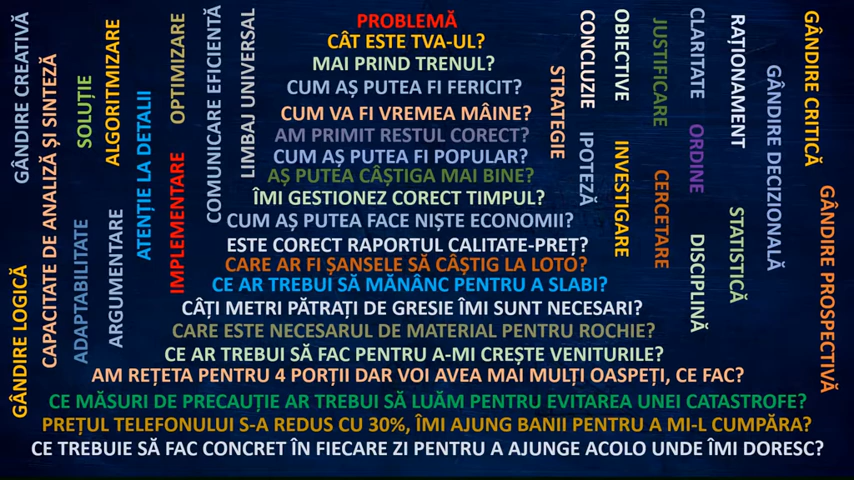 PROBLEMĂ
CÂT ESTE TVA-UL?
MAI PRIND TRENUL?
CUM AȘ PUTEA FI FERICIT?
CUM VA FI VREMEA MÂINE?
AM PRIMIT RESTUL CORECT?
CUM AȘ PUTEA FI POPULAR?
AȘ PUTEA CÂȘTIGA MAI BINE?
ÎMI GESTIONEZ CORECT TIMPUL?
CUM AȘ PUTEA FACE NIȘTE ECONOMII?
ESTE CORECT RAPORTUL CALITATE-PREȚ?
CARE AR FI ȘANSELE SĂ CÂȘTIG LA LOTO?
CE AR TREBUI SĂ MĂNÂNC PENTRU A SLABI?
CÂȚI METRI PĂTRAȚI DE GRESIE ÎMI SUNT NECESARI?
CARE ESTE NECESARUL DE MATERIAL PENTRU ROCHIE?
CE AR TREBUI SĂ FAC PENTRU A-MI CREȘTE VENITURILE?
AM REȚETA PENTRU 4 PORȚII DAR VOI AVEA MAI MULȚI OASPEȚI, CE FAC?
CE MĂSURI DE PRECAUȚIE AR TREBUI SĂ LUĂM PENTRU EVITAREA UNEI CATASTROFE?
PREȚUL TELEFONULUI S-A REDUS CU 30%, ÎMI AJUNG BANII PENTRU A MI-L CUMPĂRA?
CE TREBUIE SĂ FAC CONCRET ÎN FIECARE ZI PENTRU A AJUNGE ACOLO UNDE ÎMI DORESC?
GÂNDIRE CREATIVĂ
GÂNDIRE LOGICĂ
CAPACITATE DE ANALIZĂ ȘI SINTEZĂ
SOLUȚIE
ADAPTABILITATE
ALGORITMIZARE
ARGUMENTARE
ATENȚIE LA DETALII
OPTIMIZARE
IMPLEMENTARE
COMUNICARE EFICIENTĂ
LIMBAJ UNIVERSAL
STRATEGIE
CONCLUZIE
IPOTEZĂ
OBIECTIVE
INVESTIGARE
JUSTIFICARE
CERCETARE
CLARITATE
ORDINE
DISCIPLINĂ
RAȚIONAMENT
STATISTICĂ
GÂNDIRE DECIZIONALĂ
GÂNDIRE CRITICĂ
GÂNDIRE PROSPECTIVĂ